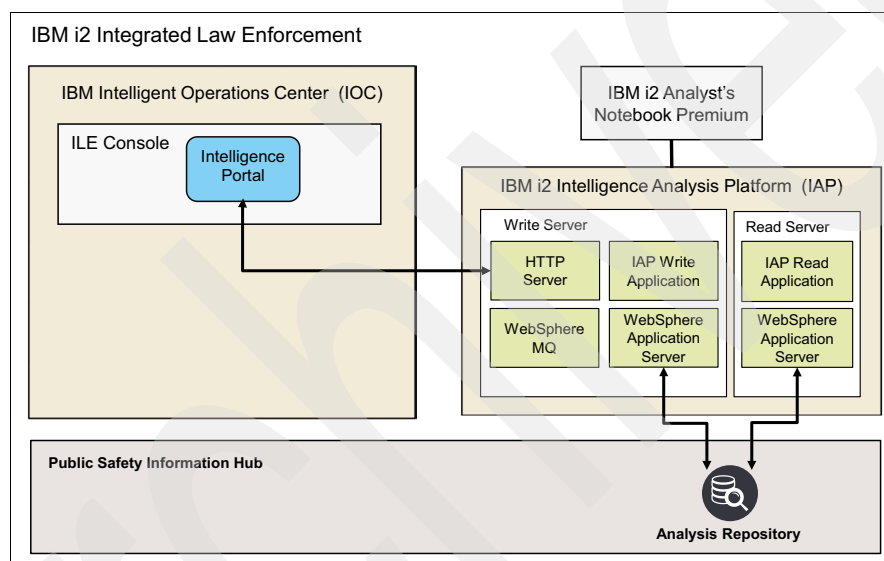 IBM i2 Integrated Law Enforcement
IBM Intelligent Operations Center (IOC)
ILE Console
Intelligence
Portal
IBM i2 Analyst's
Notebook Premium
IBM i2 Intelligence Analysis Platform (IAP)
Write Server
HTTP
Server
IAP Write
Application
WebSphere
MQ
WebSphere
Application
Server
Read Server
IAP Read
Application
WebSphere
Application
Server
Public Safety Information Hub
Analysis Repository